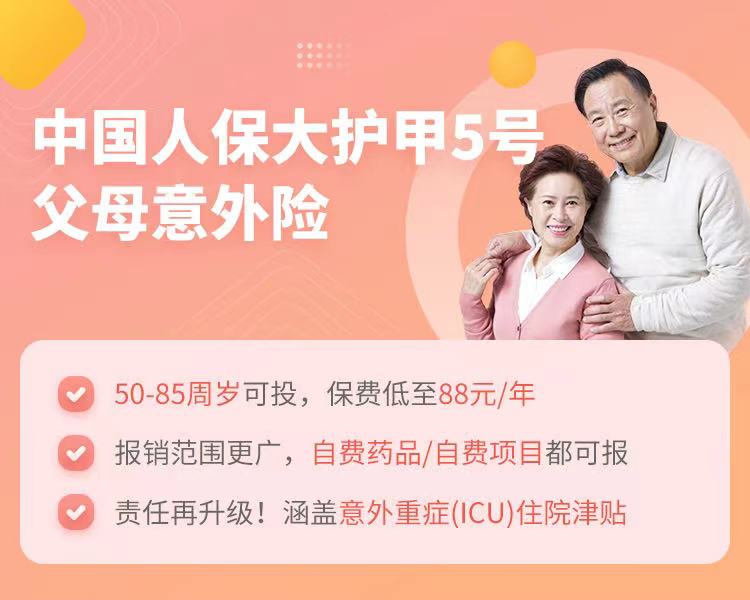 中国人保大护甲5号
父母意外险
50-85周岁可投，保费低至88元/年
报销范围更广，自费药品/自费项目都可报
责任再升级！涵盖意外重症(ICU)住院津贴